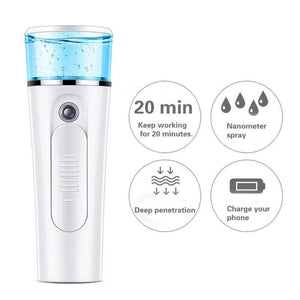 20 min
Keep working
for 20 minutes.
Nanometer
spray
Deep penetration
Charge your
phone